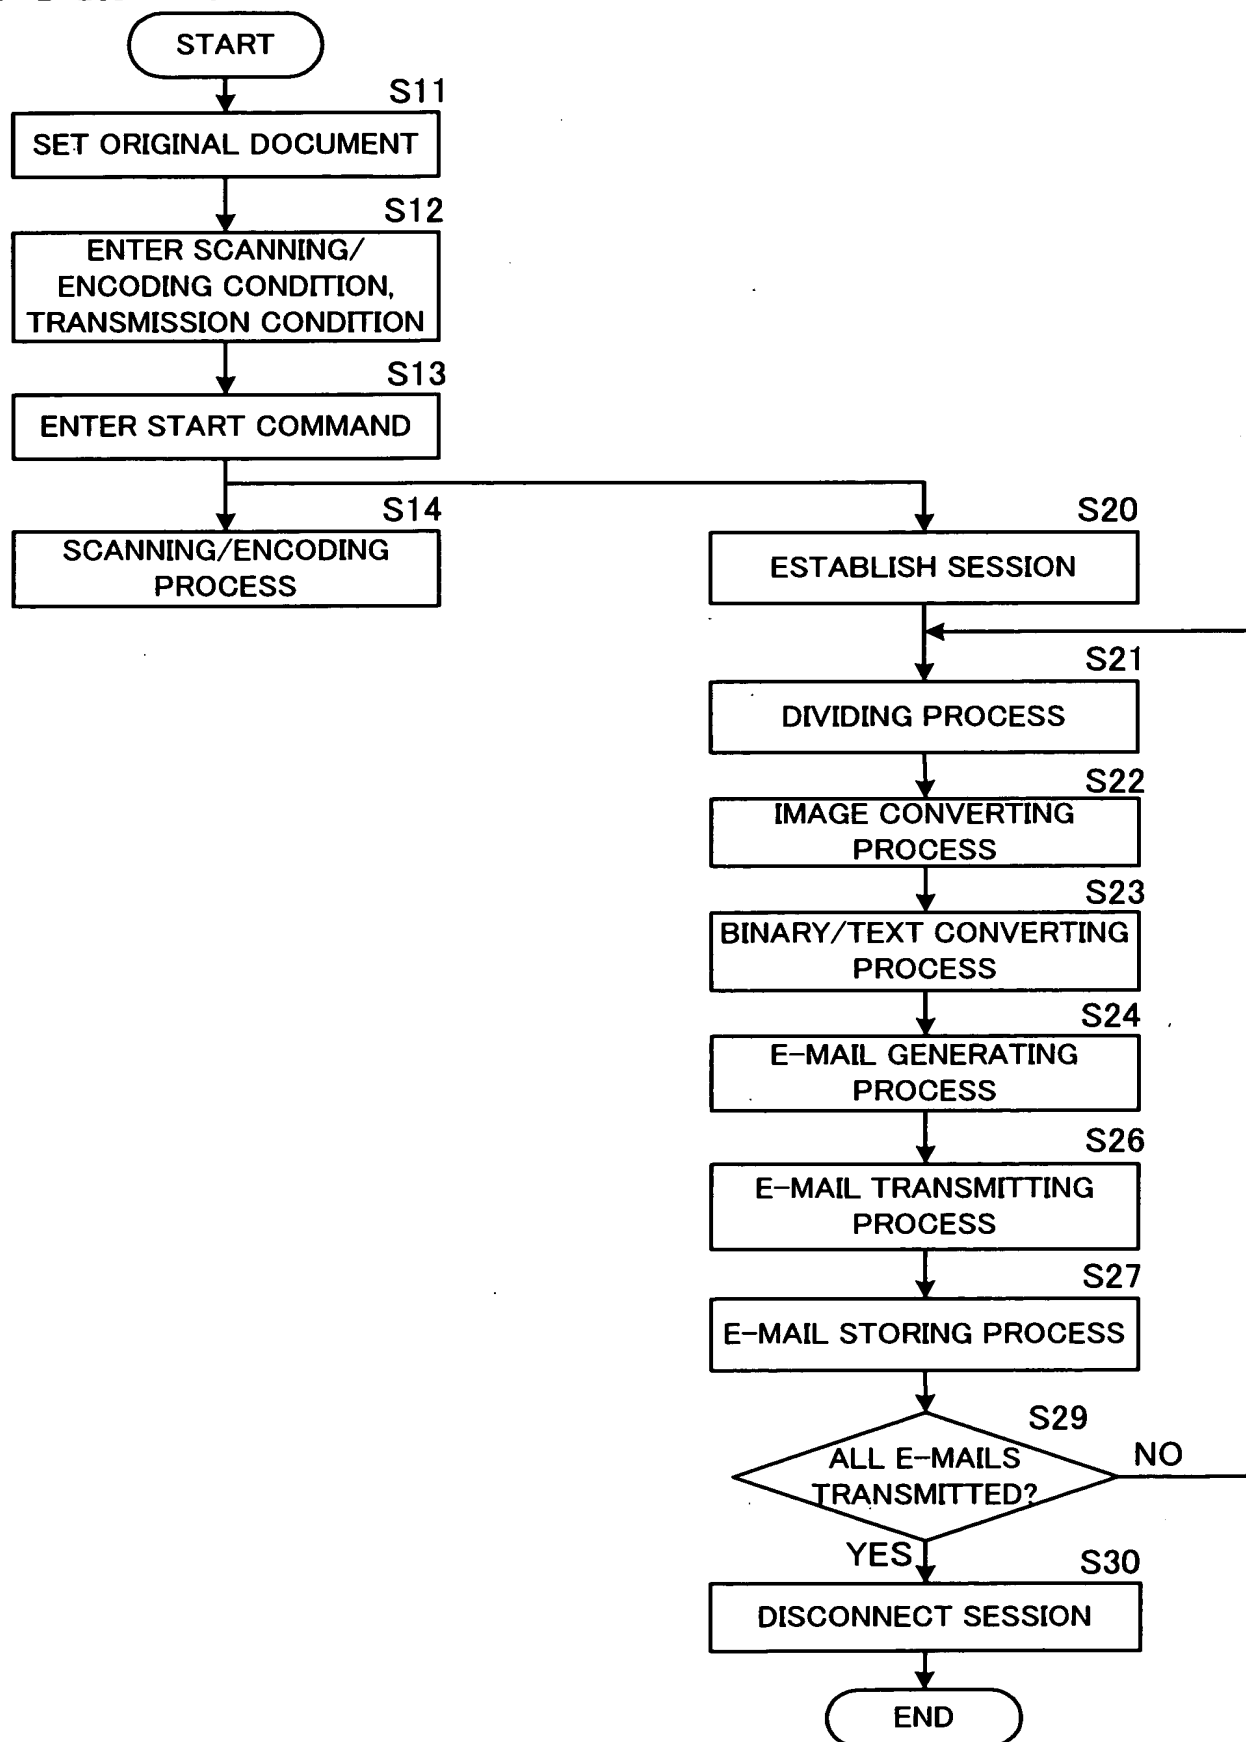 START
S11
SET ORIGINAL DOCUMENT
S12
ENTER SCANNING/
ENCODING CONDITION,
TRANSMISSION CONDITION
S13
ENTER START COMMAND
S14
SCANNING/ENCODING
PROCESS
S20
ESTABLISH SESSION
S21
DIVIDING PROCESS
S22
IMAGE CONVERTING
PROCESS
S23
BINARY/TEXT CONVERTING
PROCESS
S24
E-MAIL GENERATING
PROCESS
S26
E-MAIL TRANSMITTING
PROCESS
S27
E-MAIL STORING PROCESS
S29
ALL E-MAILS
TRANSMITTED?
NO
YES
S30
DISCONNECT SESSION
END